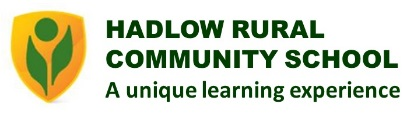 HADLOW RURAL
COMMUNITY SCHOOL
A unique learning experience